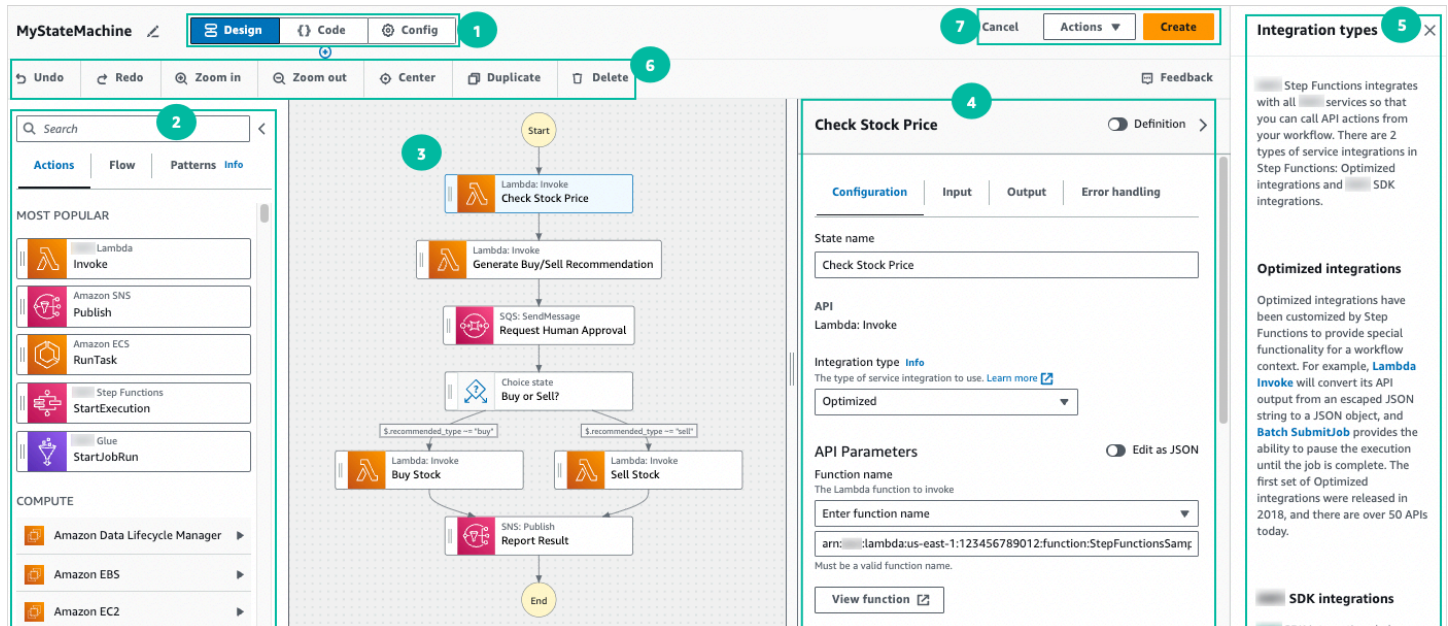 MyStateMachine
Design
{} Code
Config
1
7
Cancel
Actions
Create
Undo
Redo
Zoom in
Zoom out
Center
Duplicate
Delete
6
Feedback
2
Search
Actions
Flow
Patterns Info
MOST POPULAR
Lambda
Invoke
Amazon SNS
Publish
Amazon ECS
RunTask
Step Functions
StartExecution
Glue
StartJobRun
COMPUTE
Amazon Data Lifecycle Manager
Amazon EBS
Amazon EC2
3
Start
Lambda: Invoke
Check Stock Price
Lambda: Invoke
Generate Buy/Sell Recommendation
SQS: SendMessage
Request Human Approval
Choice state
Buy or Sell?
$.recommended_type == "buy"
$.recommended_type == "sell"
Lambda: Invoke
Buy Stock
Lambda: Invoke
Sell Stock
SNS: Publish
Report Result
End
4
Check Stock Price
Definition
Configuration
Input
Output
Error handling
State name
Check Stock Price
API
Lambda: Invoke
Integration type Info
The type of service integration to use. Learn more
Optimized
API Parameters
Edit as JSON
Function name
The Lambda function to invoke
Enter function name
arn: :lambda:us-east-1:123456789012:function:StepFunctionsSamp
Must be a valid function name.
View function
5
Integration types
Step Functions integrates
with all services so that
you can call API actions from
your workflow. There are 2
types of service integrations in
Step Functions: Optimized
integrations and SDK
integrations.
Optimized integrations
Optimized integrations have
been customized by Step
Functions to provide special
functionality for a workflow
context. For example, Lambda
Invoke will convert its API
output from an escaped JSON
string to a JSON object, and
Batch SubmitJob provides the
ability to pause the execution
until the job is complete. The
first set of Optimized
integrations were released in
2018, and there are over 50 APIs
today.
SDK integrations